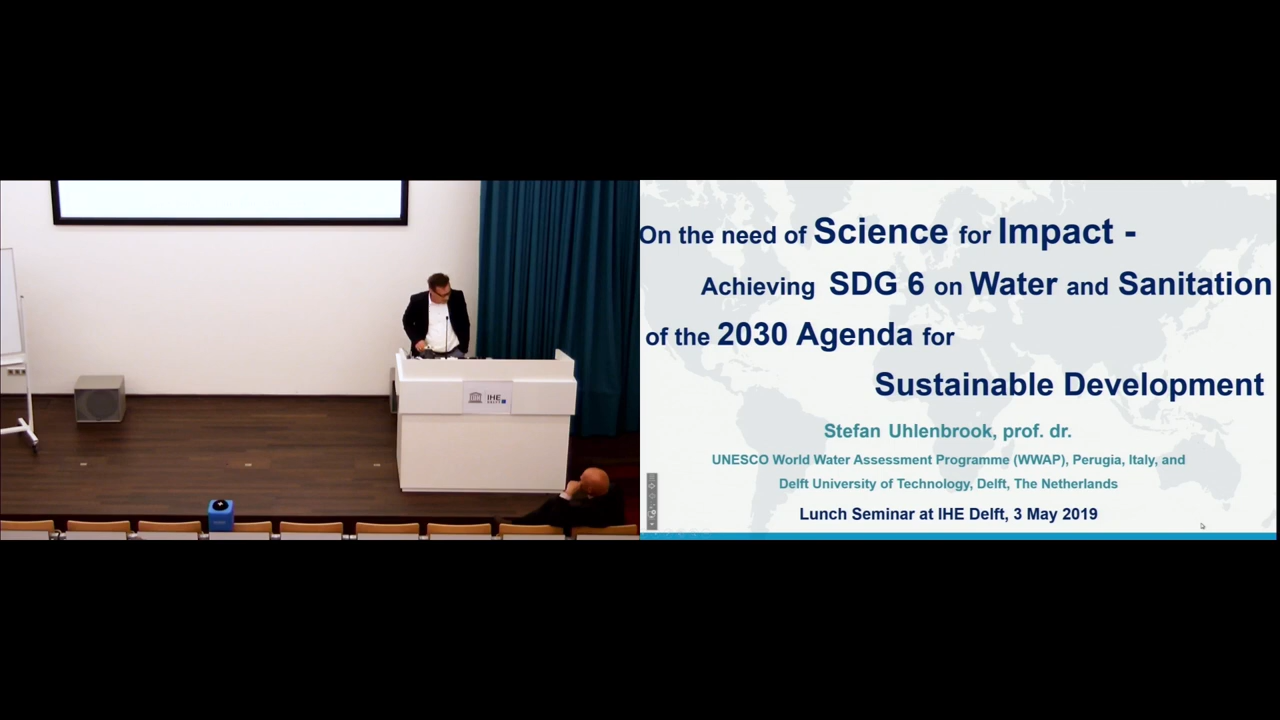 IHE
DELFT
On the need of Science for Impact -
Achieving SDG 6 on Water and Sanitation
of the 2030 Agenda for
Sustainable Development
Stefan Uhlenbrook, prof. dr.
UNESCO World Water Assessment Programme (WWAP), Perugia, Italy, and
Delft University of Technology, Delft, The Netherlands
Lunch Seminar at IHE Delft, 3 May 2019